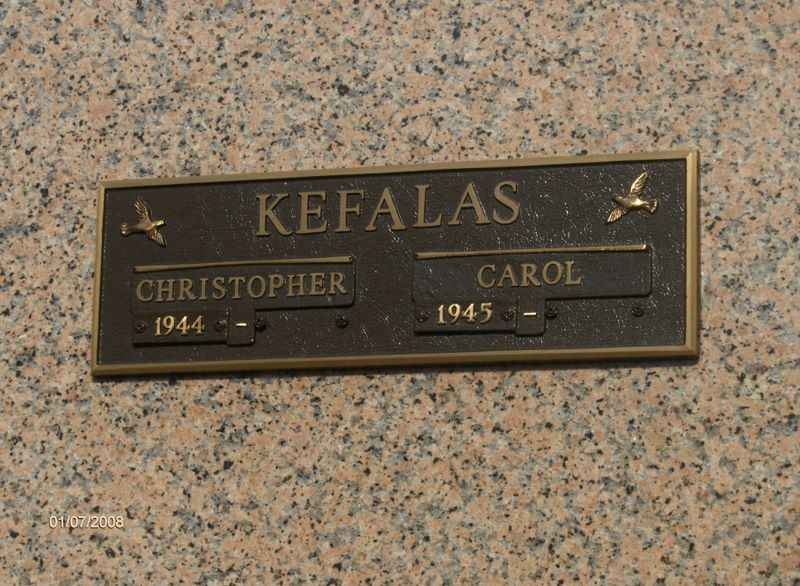 KEFALAS
CHRISTOPHER
1944 –
CAROL
1945 –
01/07/2008